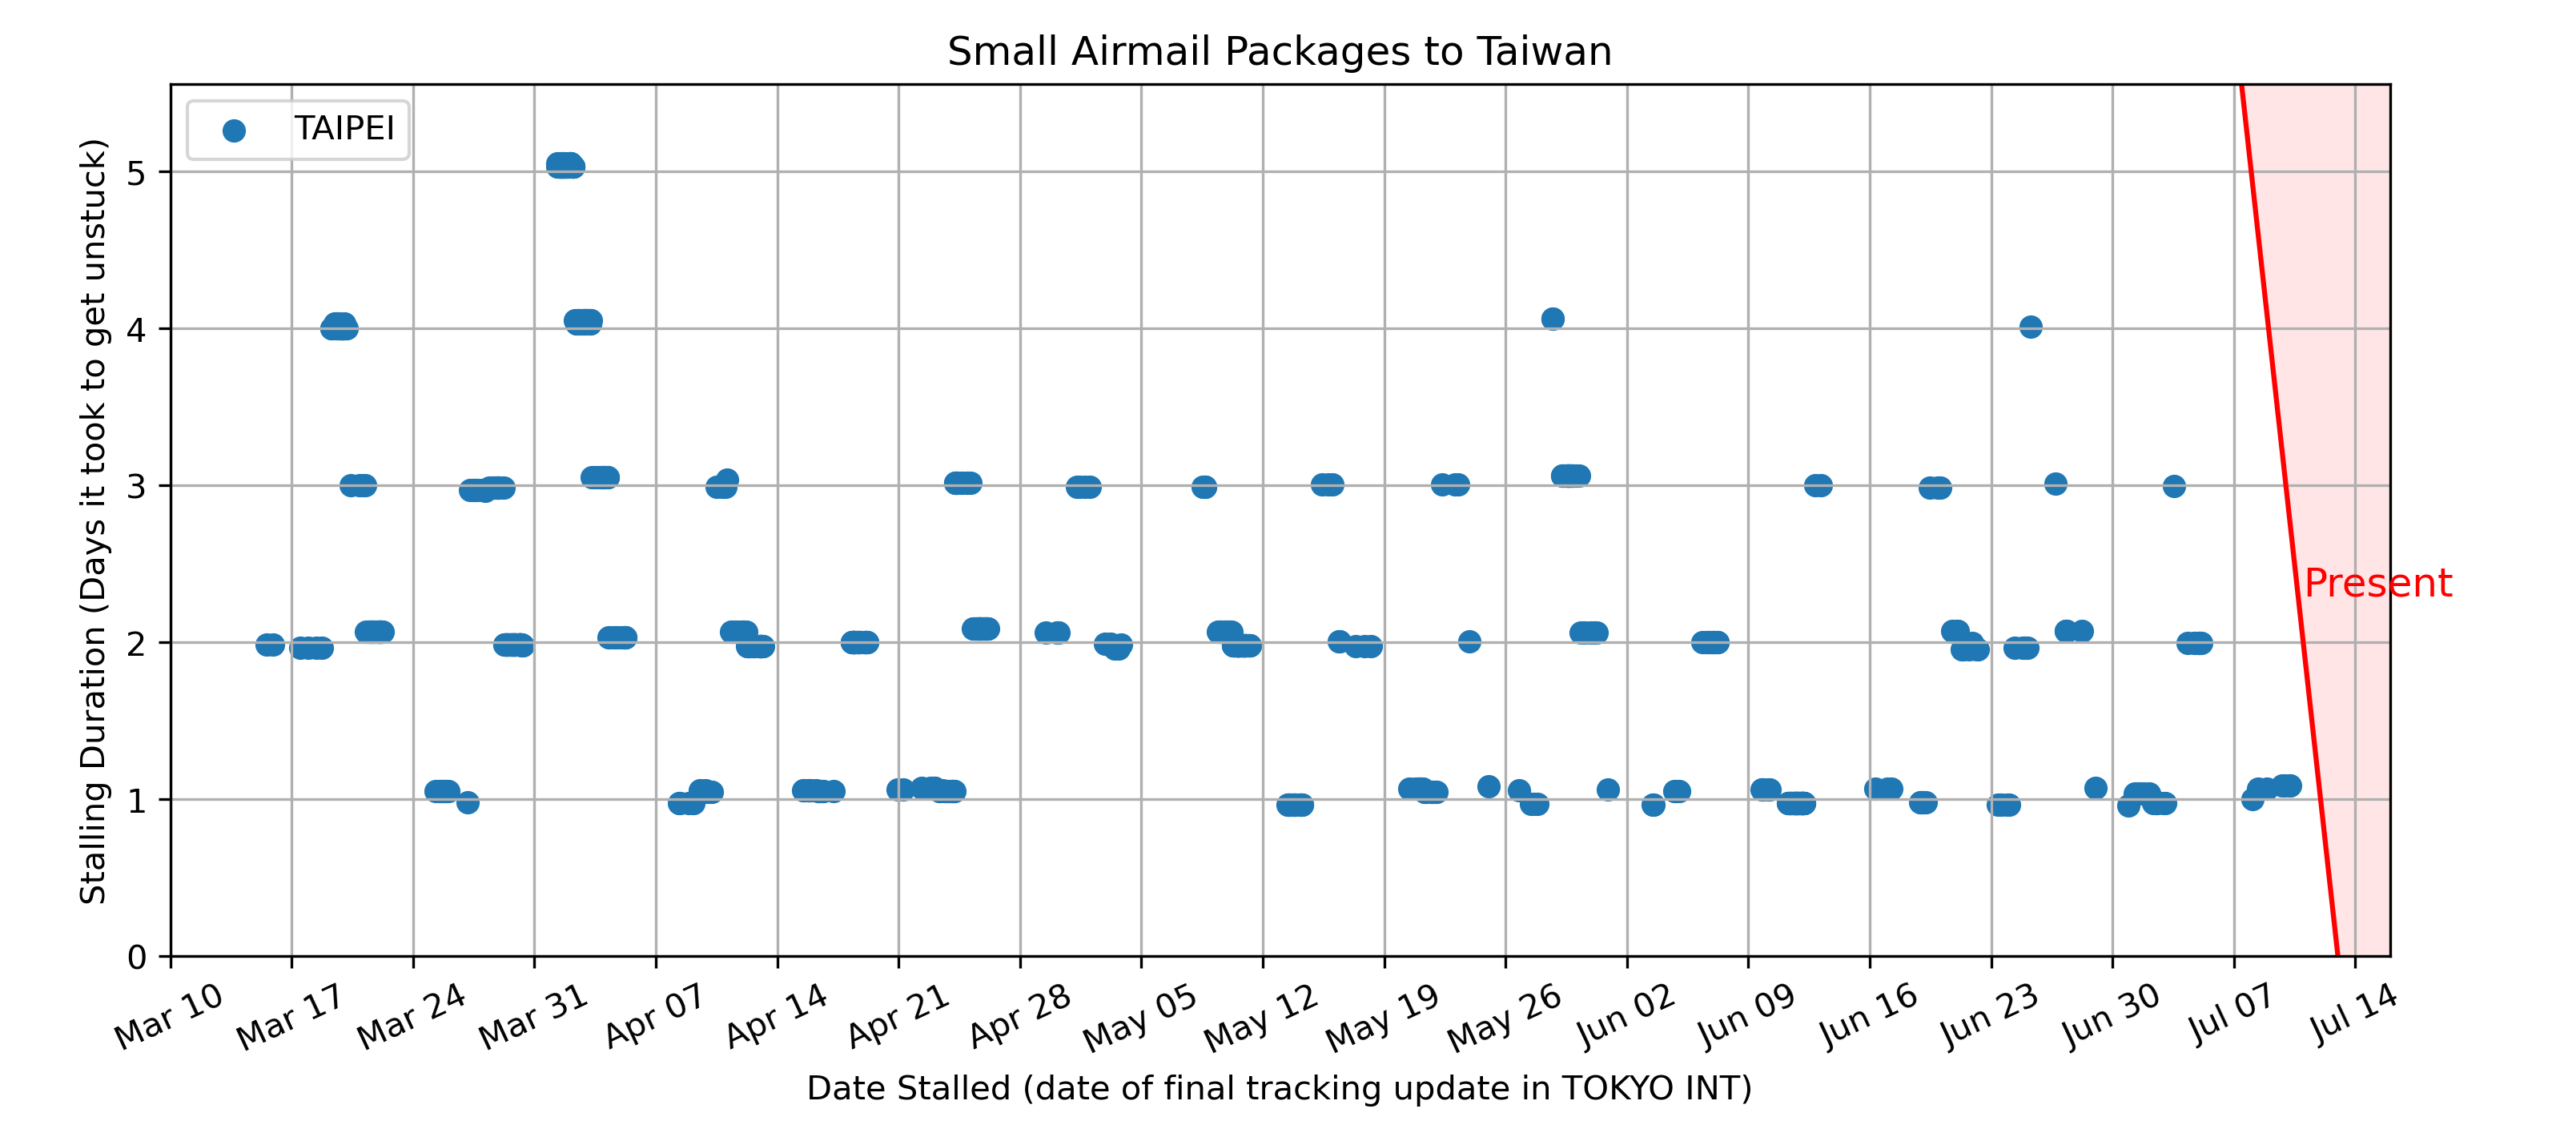 Small Airmail Packages to Taiwan
TAIPEI
Stalling Duration (Days it took to get unstuck)
5
4
3
2
1
0
Present
Mar 10
Mar 17
Mar 24
Mar 31
Apr 07
Apr 14
Apr 21
Apr 28
May 05
May 12
May 19
May 26
Jun 02
Jun 09
Jun 16
Jun 23
Jun 30
Jul 07
Jul 14
Date Stalled (date of final tracking update in TOKYO INT)